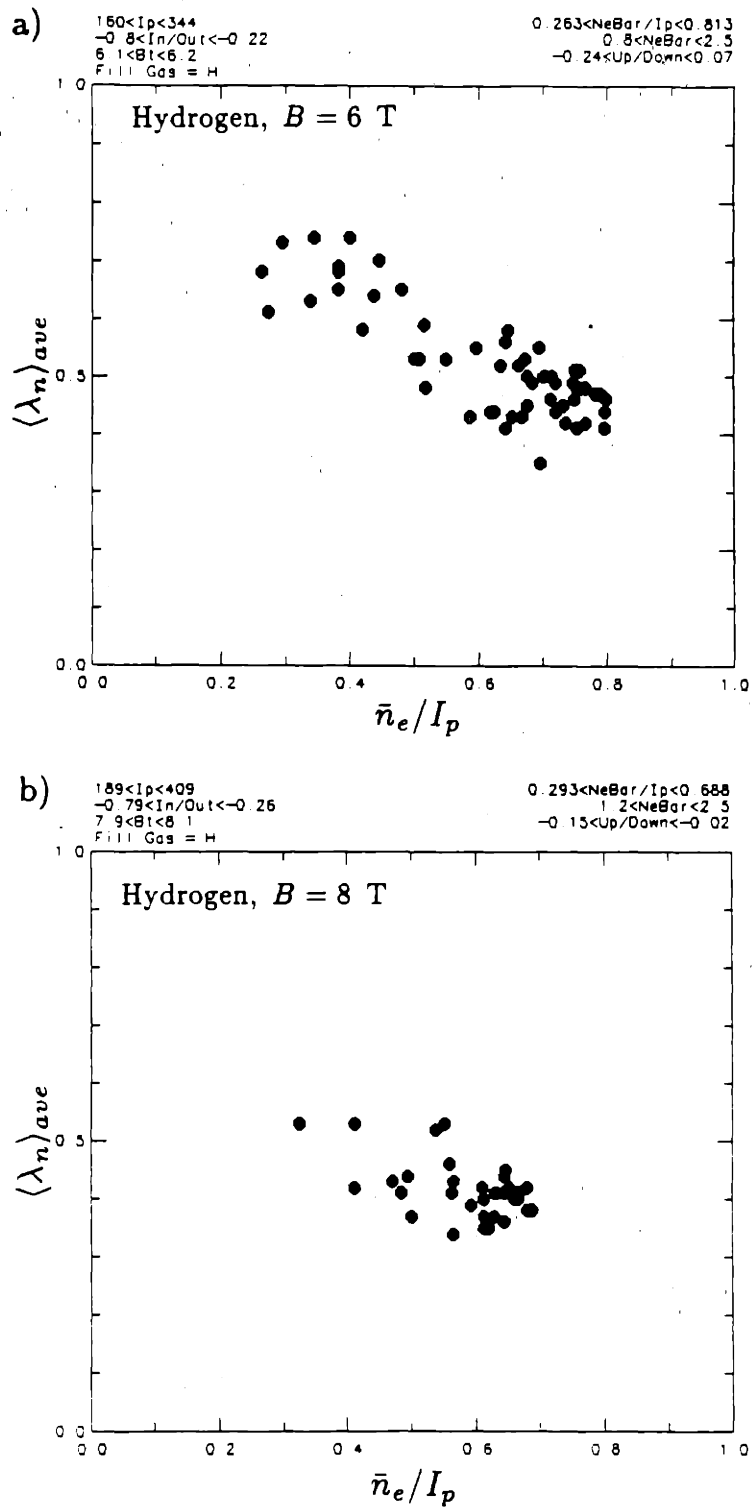 a)
160<Ip<344
-0 8<In/Out<-0 22
6 1<Bt<6.2
Fill Gas = H
0.263<NeBar/Ip<0.813
0.8<NeBar<2.5
-0.24<Up/Down<0.07
1 0
Hydrogen, B = 6 T
⟨λn⟩ave
0.5
0.0
0 0
0.2
0.4
0.6
0.8
1.0
n̄e/Ip
b)
189<Ip<409
-0.79<In/Out<-0.26
7 9<Bt<8 1
Fill Gas = H
0.293<NeBar/Ip<0 688
1 2<NeBar<2 5
-0.15<Up/Down<-0 02
1 0
Hydrogen, B = 8 T
⟨λn⟩ave
0 5
0 0
0 0
0 2
0 4
0 6
0 8
1 0
n̄e/Ip